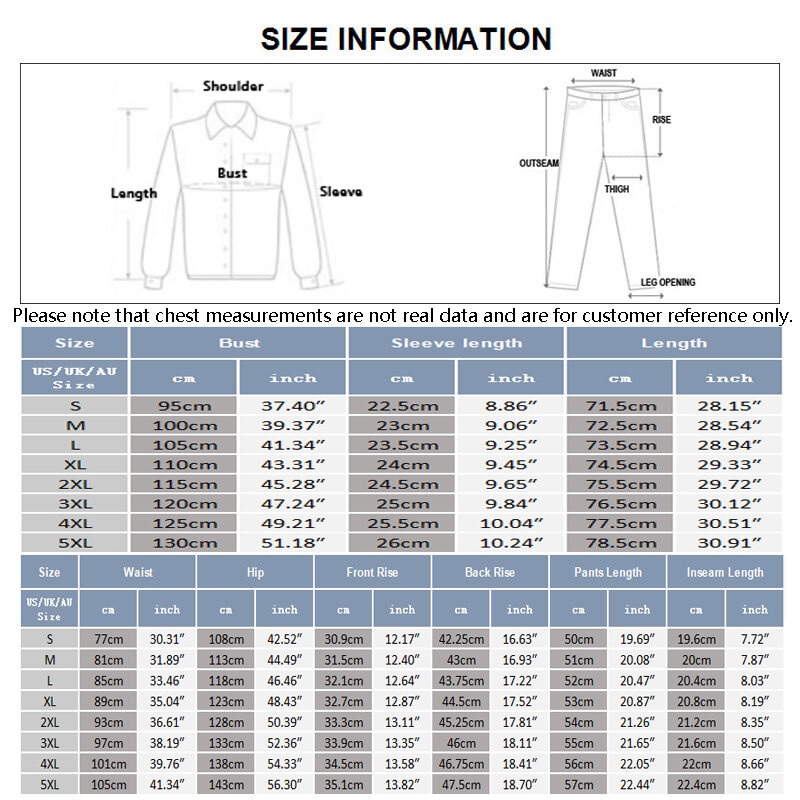 SIZE INFORMATION
Shoulder
Bust
Length
Sleeve
WAIST
RISE
OUTSEAM
THIGH
LEG OPENING
Please note that chest measurements are not real data and are for customer reference only.
Size Bust Sleeve length Length
US/UK/AU Size cm inch cm inch cm inch
S 95cm 37.40″ 22.5cm 8.86″ 71.5cm 28.15″
M 100cm 39.37″ 23cm 9.06″ 72.5cm 28.54″
L 105cm 41.34″ 23.5cm 9.25″ 73.5cm 28.94″
XL 110cm 43.31″ 24cm 9.45″ 74.5cm 29.33″
2XL 115cm 45.28″ 24.5cm 9.65″ 75.5cm 29.72″
3XL 120cm 47.24″ 25cm 9.84″ 76.5cm 30.12″
4XL 125cm 49.21″ 25.5cm 10.04″ 77.5cm 30.51″
5XL 130cm 51.18″ 26cm 10.24″ 78.5cm 30.91″
Size Waist Hip Front Rise Back Rise Pants Length Inseam Length
US/UK/AU Size cm inch cm inch cm inch cm inch cm inch cm inch
S 77cm 30.31″ 108cm 42.52″ 30.9cm 12.17″ 42.25cm 16.63″ 50cm 19.69″ 19.6cm 7.72″
M 81cm 31.89″ 113cm 44.49″ 31.5cm 12.40″ 43cm 16.93″ 51cm 20.08″ 20cm 7.87″
L 85cm 33.46″ 118cm 46.46″ 32.1cm 12.64″ 43.75cm 17.22″ 52cm 20.47″ 20.4cm 8.03″
XL 89cm 35.04″ 123cm 48.43″ 32.7cm 12.87″ 44.5cm 17.52″ 53cm 20.87″ 20.8cm 8.19″
2XL 93cm 36.61″ 128cm 50.39″ 33.3cm 13.11″ 45.25cm 17.81″ 54cm 21.26″ 21.2cm 8.35″
3XL 97cm 38.19″ 133cm 52.36″ 33.9cm 13.35″ 46cm 18.11″ 55cm 21.65″ 21.6cm 8.50″
4XL 101cm 39.76″ 138cm 54.33″ 34.5cm 13.58″ 46.75cm 18.41″ 56cm 22.05″ 22cm 8.66″
5XL 105cm 41.34″ 143cm 56.30″ 35.1cm 13.82″ 47.5cm 18.70″ 57cm 22.44″ 22.4cm 8.82″